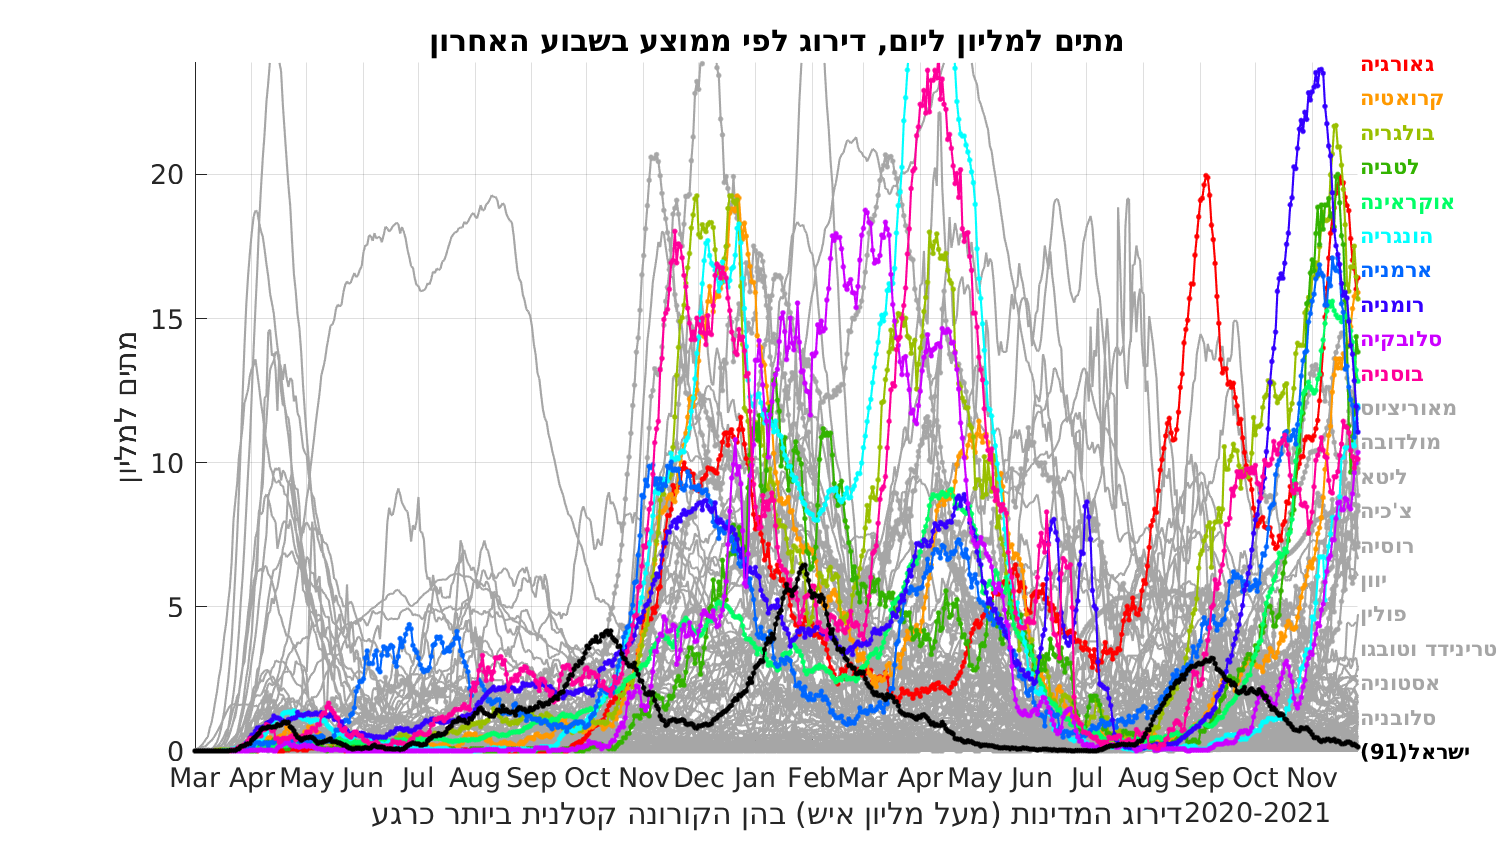 מתים למליון ליום, דירוג לפי ממוצע בשבוע האחרון
מתים למליון
20
15
10
5
0
Mar Apr May Jun Jul Aug Sep Oct Nov Dec Jan Feb Mar Apr May Jun Jul Aug Sep Oct Nov
דירוג המדינות (מעל מליון איש) בהן הקורונה קטלנית ביותר כרגע2020-2021
גאורגיה
קרואטיה
בולגריה
לטביה
אוקראינה
הונגריה
ארמניה
רומניה
סלובקיה
בוסניה
מאוריציוס
מולדובה
ליטא
צ'כיה
רוסיה
יוון
פולין
טרינידד וטובגו
אסטוניה
סלובניה
ישראל(91)